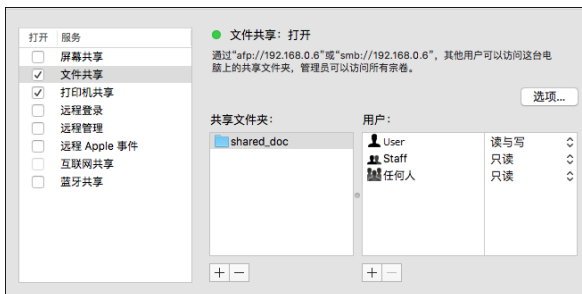 打开 服务
屏幕共享
文件共享
打印机共享
远程登录
远程管理
远程 Apple 事件
互联网共享
蓝牙共享
文件共享：打开
通过“afp://192.168.0.6”或“smb://192.168.0.6”，其他用户可以访问这台电
脑上的共享文件夹，管理员可以访问所有宗卷。
选项...
共享文件夹： 用户：
shared_doc
User 读与写
Staff 只读
任何人 只读